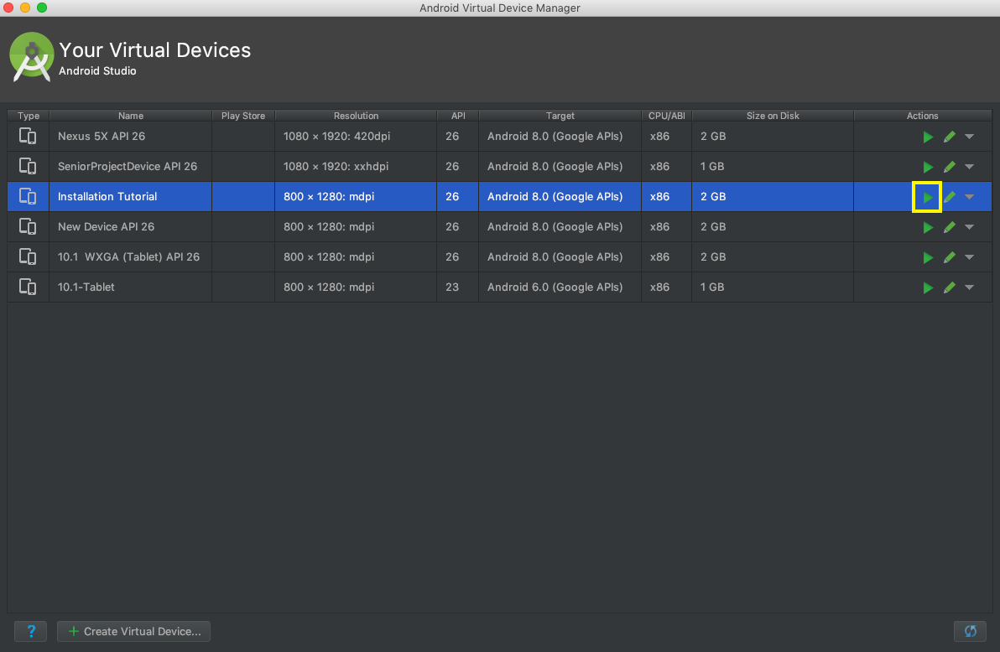 Android Virtual Device Manager
Your Virtual Devices
Android Studio
Type Name Play Store Resolution API Target CPU/ABI Size on Disk Actions
Nexus 5X API 26 1080 × 1920: 420dpi 26 Android 8.0 (Google APIs) x86 2 GB
SeniorProjectDevice API 26 1080 × 1920: xxhdpi 26 Android 8.0 (Google APIs) x86 1 GB
Installation Tutorial 800 × 1280: mdpi 26 Android 8.0 (Google APIs) x86 2 GB
New Device API 26 800 × 1280: mdpi 26 Android 8.0 (Google APIs) x86 2 GB
10.1  WXGA (Tablet) API 26 800 × 1280: mdpi 26 Android 8.0 (Google APIs) x86 2 GB
10.1-Tablet 800 × 1280: mdpi 23 Android 6.0 (Google APIs) x86 1 GB
? + Create Virtual Device...